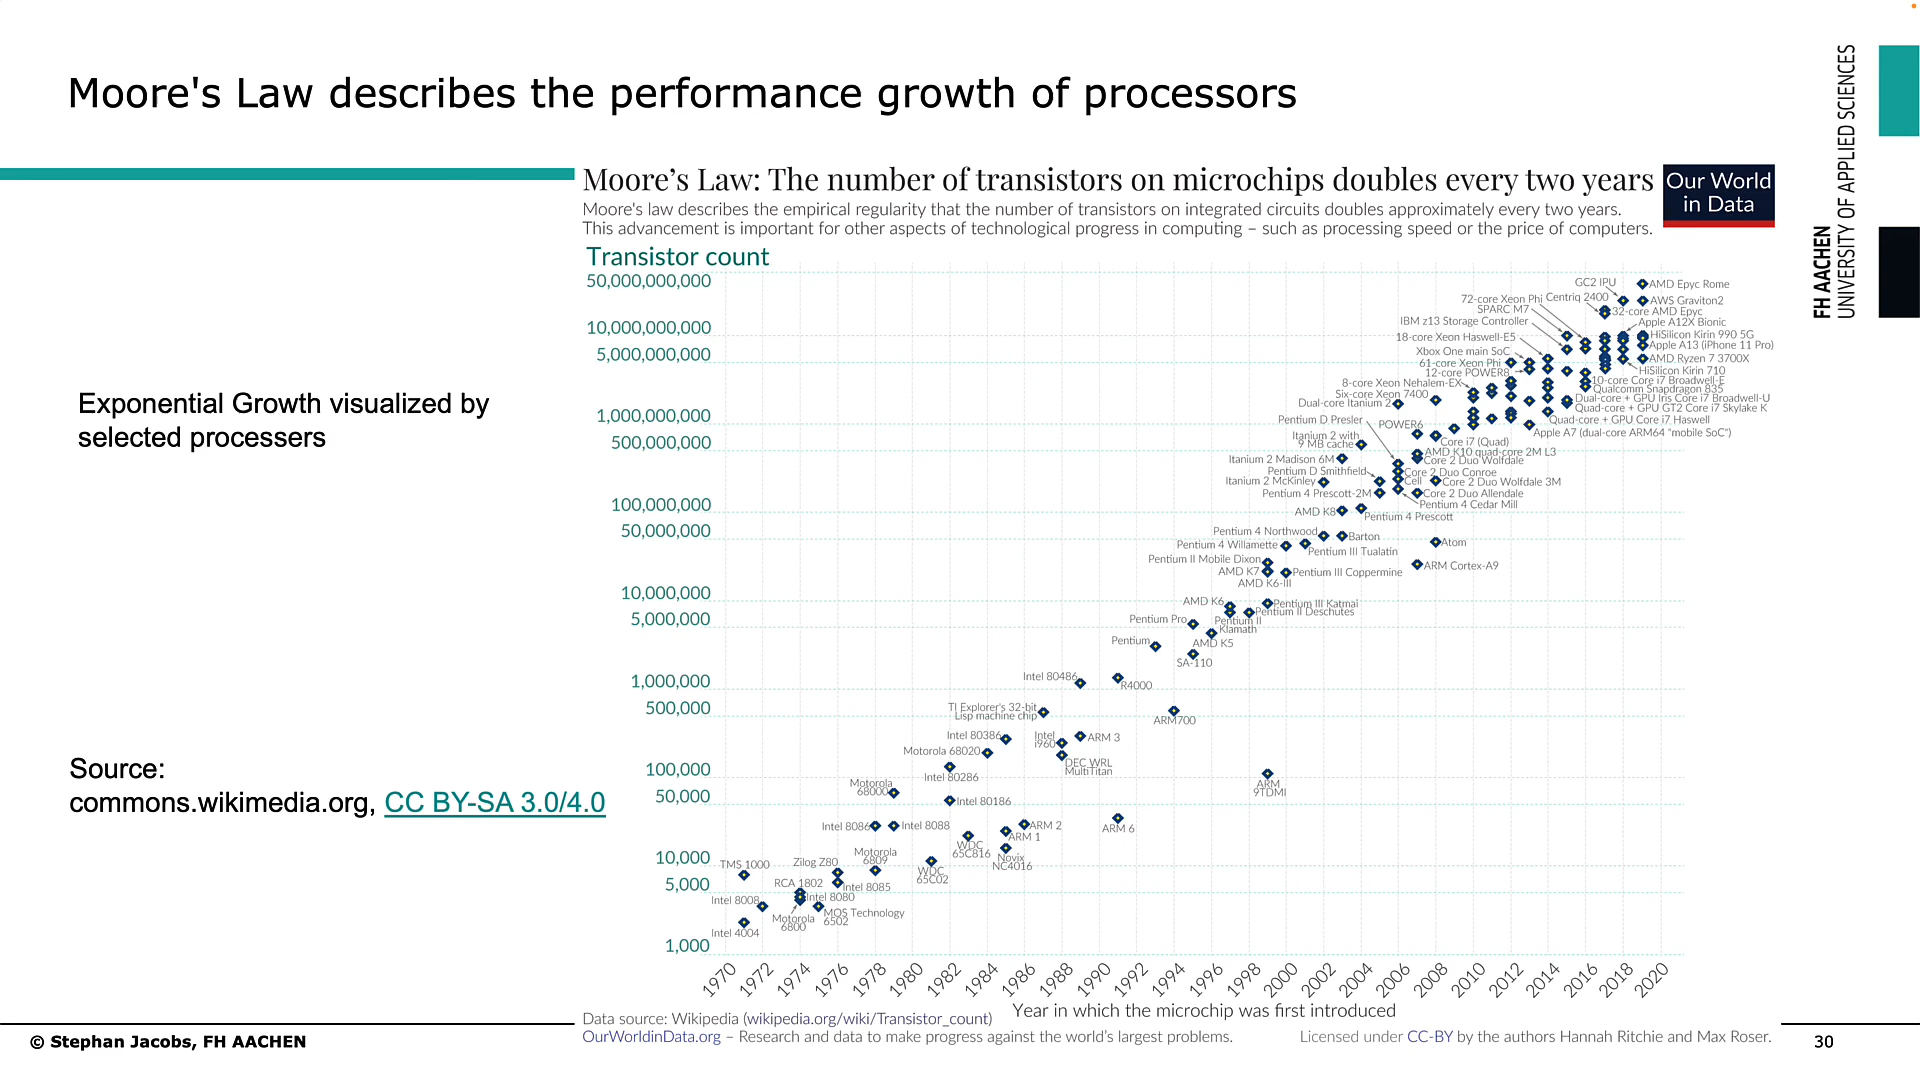 Moore's Law describes the performance growth of processors
FH AACHEN
UNIVERSITY OF APPLIED SCIENCES
Moore's Law: The number of transistors on microchips doubles every two years
Our World
in Data
Moore's law describes the empirical regularity that the number of transistors on integrated circuits doubles approximately every two years.
This advancement is important for other aspects of technological progress in computing – such as processing speed or the price of computers.
Exponential Growth visualized by
selected processers
Source:
commons.wikimedia.org, CC BY-SA 3.0/4.0
Transistor count
50,000,000,000
10,000,000,000
5,000,000,000
1,000,000,000
500,000,000
100,000,000
50,000,000
10,000,000
5,000,000
1,000,000
500,000
100,000
50,000
10,000
5,000
1,000
GC2 IPU
AMD Epyc Rome
72-core Xeon Phi
Centriq 2400
AWS Graviton2
SPARC M7
32-core AMD Epyc
IBM z13 Storage Controller
Apple A12X Bionic
18-core Xeon Haswell-E5
HiSilicon Kirin 990 5G
Xbox One main SoC
Apple A13 (iPhone 11 Pro)
61-core Xeon Phi
AMD Ryzen 7 3700X
12-core POWER8
HiSilicon Kirin 710
8-core Xeon Nehalem-EX
10-core Core i7 Broadwell-E
Six-core Xeon 7400
Qualcomm Snapdragon 835
Dual-core Itanium 2
Dual-core + GPU Iris Core i7 Broadwell-U
Quad-core + GPU GT2 Core i7 Skylake K
Pentium D Presler
POWER6
Quad-core + GPU Core i7 Haswell
Apple A7 (dual-core ARM64 "mobile SoC")
Itanium 2 with
9 MB cache
Core i7 (Quad)
AMD K10 quad-core 2M L3
Itanium 2 Madison 6M
Core 2 Duo Wolfdale
Pentium D Smithfield
Core 2 Duo Conroe
Itanium 2 McKinley
Cell
Core 2 Duo Wolfdale 3M
Pentium 4 Prescott-2M
Core 2 Duo Allendale
Pentium 4 Cedar Mill
AMD K8
Pentium 4 Prescott
Pentium 4 Northwood
Barton
Pentium 4 Willamette
Pentium III Tualatin
Atom
Pentium II Mobile Dixon
ARM Cortex-A9
AMD K7
Pentium III Coppermine
AMD K6-III
AMD K6
Pentium III Katmai
Pentium II Deschutes
Pentium Pro
Pentium II
Klamath
Pentium
AMD K5
SA-110
Intel 80486
R4000
TI Explorer's 32-bit
Lisp machine chip
ARM700
Intel 80386
Intel
i960
ARM 3
Motorola 68020
DEC WRL
MultiTitan
Intel 80286
ARM
9TDMI
Motorola
68000
Intel 80186
Intel 8086
Intel 8088
ARM 2
ARM 6
ARM 1
WDC
65C816
Novix
NC4016
Motorola
6809
TMS 1000
Zilog Z80
WDC
65C02
RCA 1802
Intel 8085
Intel 8080
Intel 8008
MOS Technology
6502
Motorola
6800
Intel 4004
1970
1972
1974
1976
1978
1980
1982
1984
1986
1988
1990
1992
1994
1996
1998
2000
2002
2004
2006
2008
2010
2012
2014
2016
2018
2020
Year in which the microchip was first introduced
Data source: Wikipedia (wikipedia.org/wiki/Transistor_count)
OurWorldinData.org – Research and data to make progress against the world's largest problems.
Licensed under CC-BY by the authors Hannah Ritchie and Max Roser.
© Stephan Jacobs, FH AACHEN
30